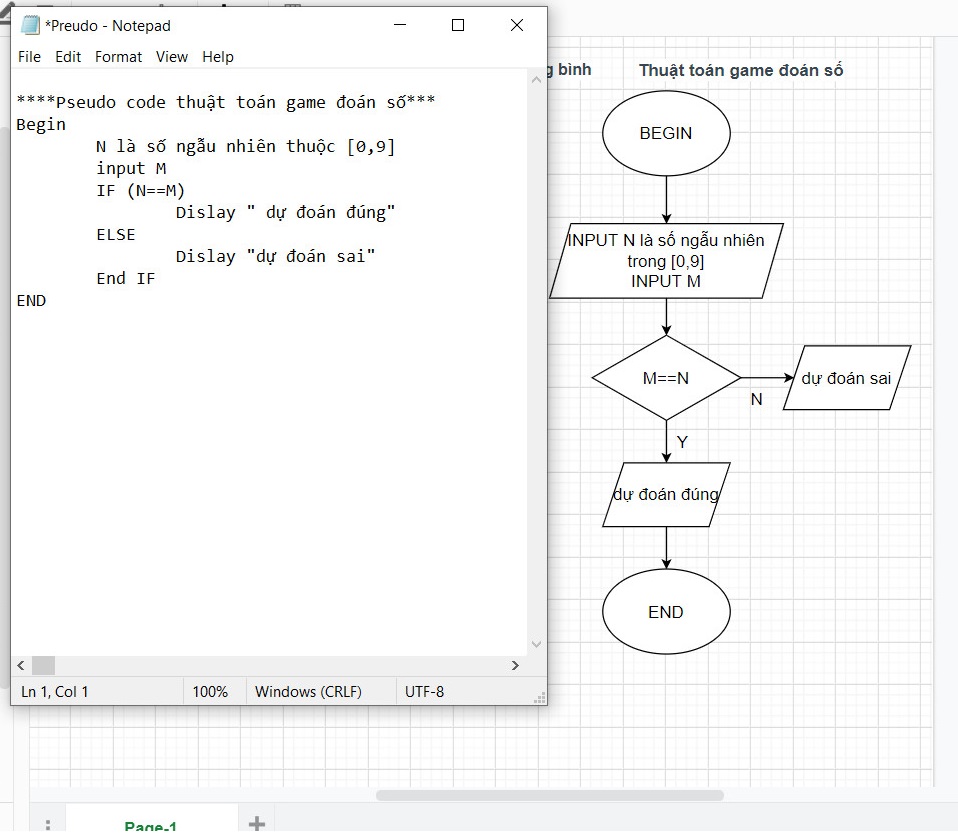 *Preudo - Notepad
File Edit Format View Help
****Pseudo code thuật toán game đoán số***
Begin
N là số ngẫu nhiên thuộc [0,9]
input M
IF (N==M)
Dislay " dự đoán đúng"
ELSE
Dislay "dự đoán sai"
End IF
END
Ln 1, Col 1 100% Windows (CRLF) UTF-8
bình
Thuật toán game đoán số
BEGIN
INPUT N là số ngẫu nhiên
trong [0,9]
INPUT M
M==N
N
dự đoán sai
Y
dự đoán đúng
END
Page-1